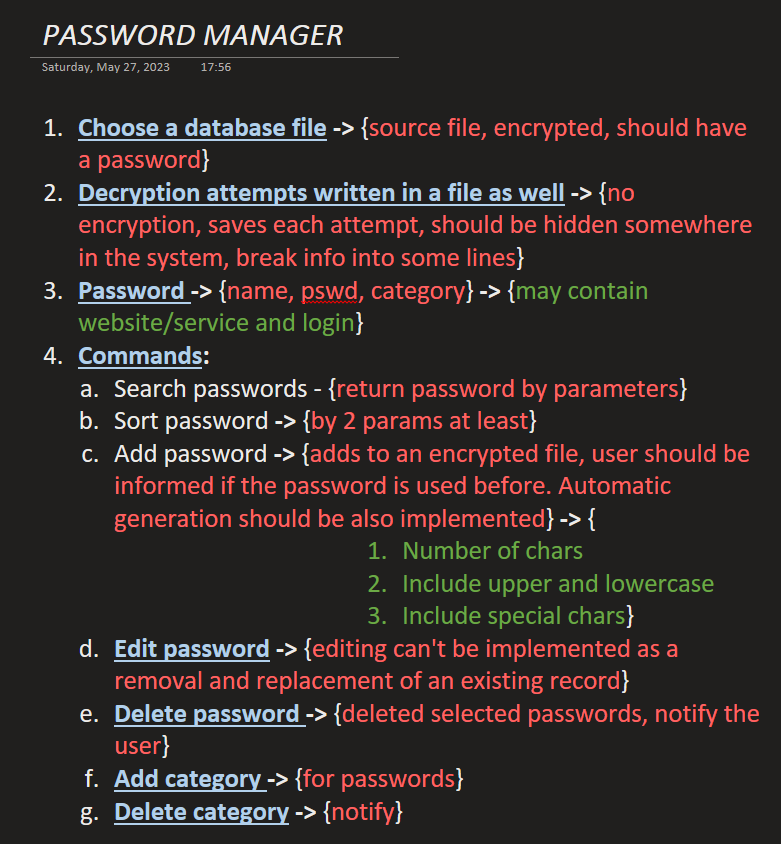 PASSWORD MANAGER
Saturday, May 27, 2023 17:56
1. Choose a database file -> {source file, encrypted, should have
a password}
2. Decryption attempts written in a file as well -> {no
encryption, saves each attempt, should be hidden somewhere
in the system, break info into some lines}
3. Password -> {name, pswd, category} -> {may contain
website/service and login}
4. Commands:
a. Search passwords - {return password by parameters}
b. Sort password -> {by 2 params at least}
c. Add password -> {adds to an encrypted file, user should be
informed if the password is used before. Automatic
generation should be also implemented} -> {
1. Number of chars
2. Include upper and lowercase
3. Include special chars}
d. Edit password -> {editing can't be implemented as a
removal and replacement of an existing record}
e. Delete password -> {deleted selected passwords, notify the
user}
f. Add category -> {for passwords}
g. Delete category -> {notify}